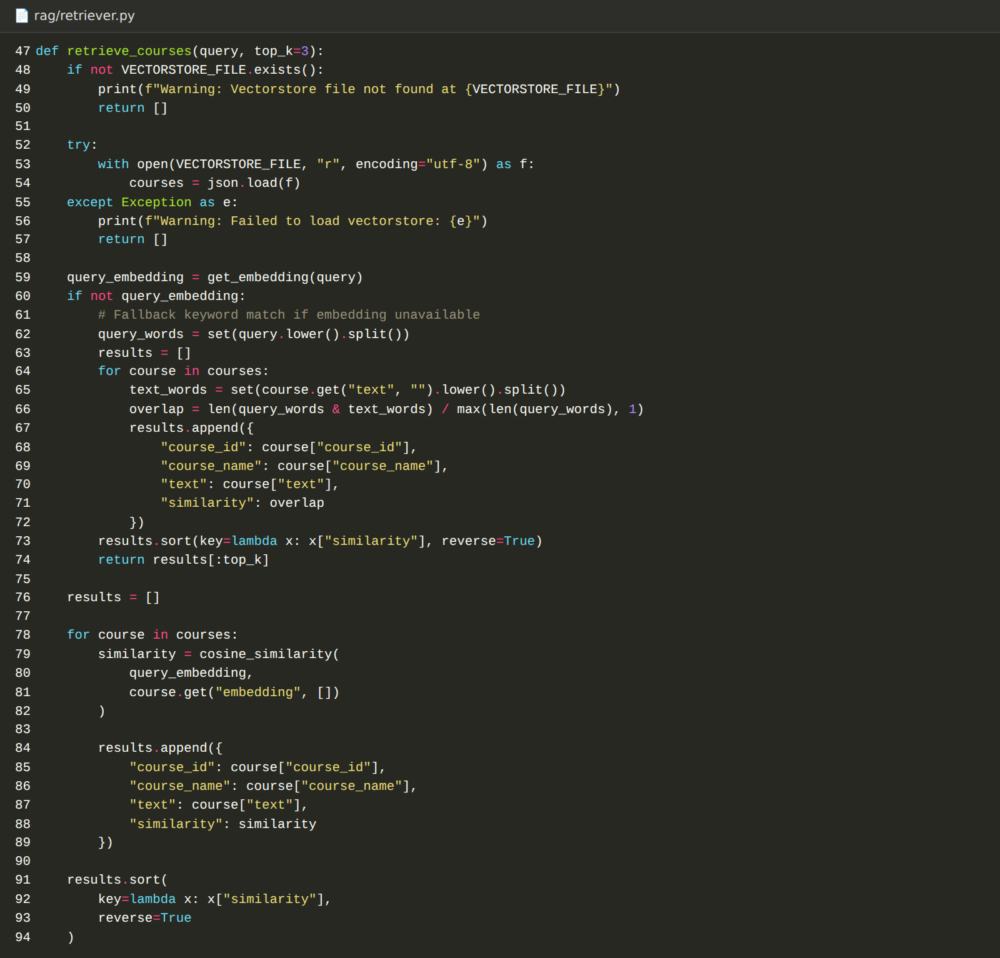 rag/retriever.py
47 def retrieve_courses(query, top_k=3):
48     if not VECTORSTORE_FILE.exists():
49         print(f"Warning: Vectorstore file not found at {VECTORSTORE_FILE}")
50         return []
51
52     try:
53         with open(VECTORSTORE_FILE, "r", encoding="utf-8") as f:
54             courses = json.load(f)
55     except Exception as e:
56         print(f"Warning: Failed to load vectorstore: {e}")
57         return []
58
59     query_embedding = get_embedding(query)
60     if not query_embedding:
61         # Fallback keyword match if embedding unavailable
62         query_words = set(query.lower().split())
63         results = []
64         for course in courses:
65             text_words = set(course.get("text", "").lower().split())
66             overlap = len(query_words & text_words) / max(len(query_words), 1)
67             results.append({
68                 "course_id": course["course_id"],
69                 "course_name": course["course_name"],
70                 "text": course["text"],
71                 "similarity": overlap
72             })
73         results.sort(key=lambda x: x["similarity"], reverse=True)
74         return results[:top_k]
75
76     results = []
77
78     for course in courses:
79         similarity = cosine_similarity(
80             query_embedding,
81             course.get("embedding", [])
82         )
83
84         results.append({
85             "course_id": course["course_id"],
86             "course_name": course["course_name"],
87             "text": course["text"],
88             "similarity": similarity
89         })
90
91     results.sort(
92         key=lambda x: x["similarity"],
93         reverse=True
94     )